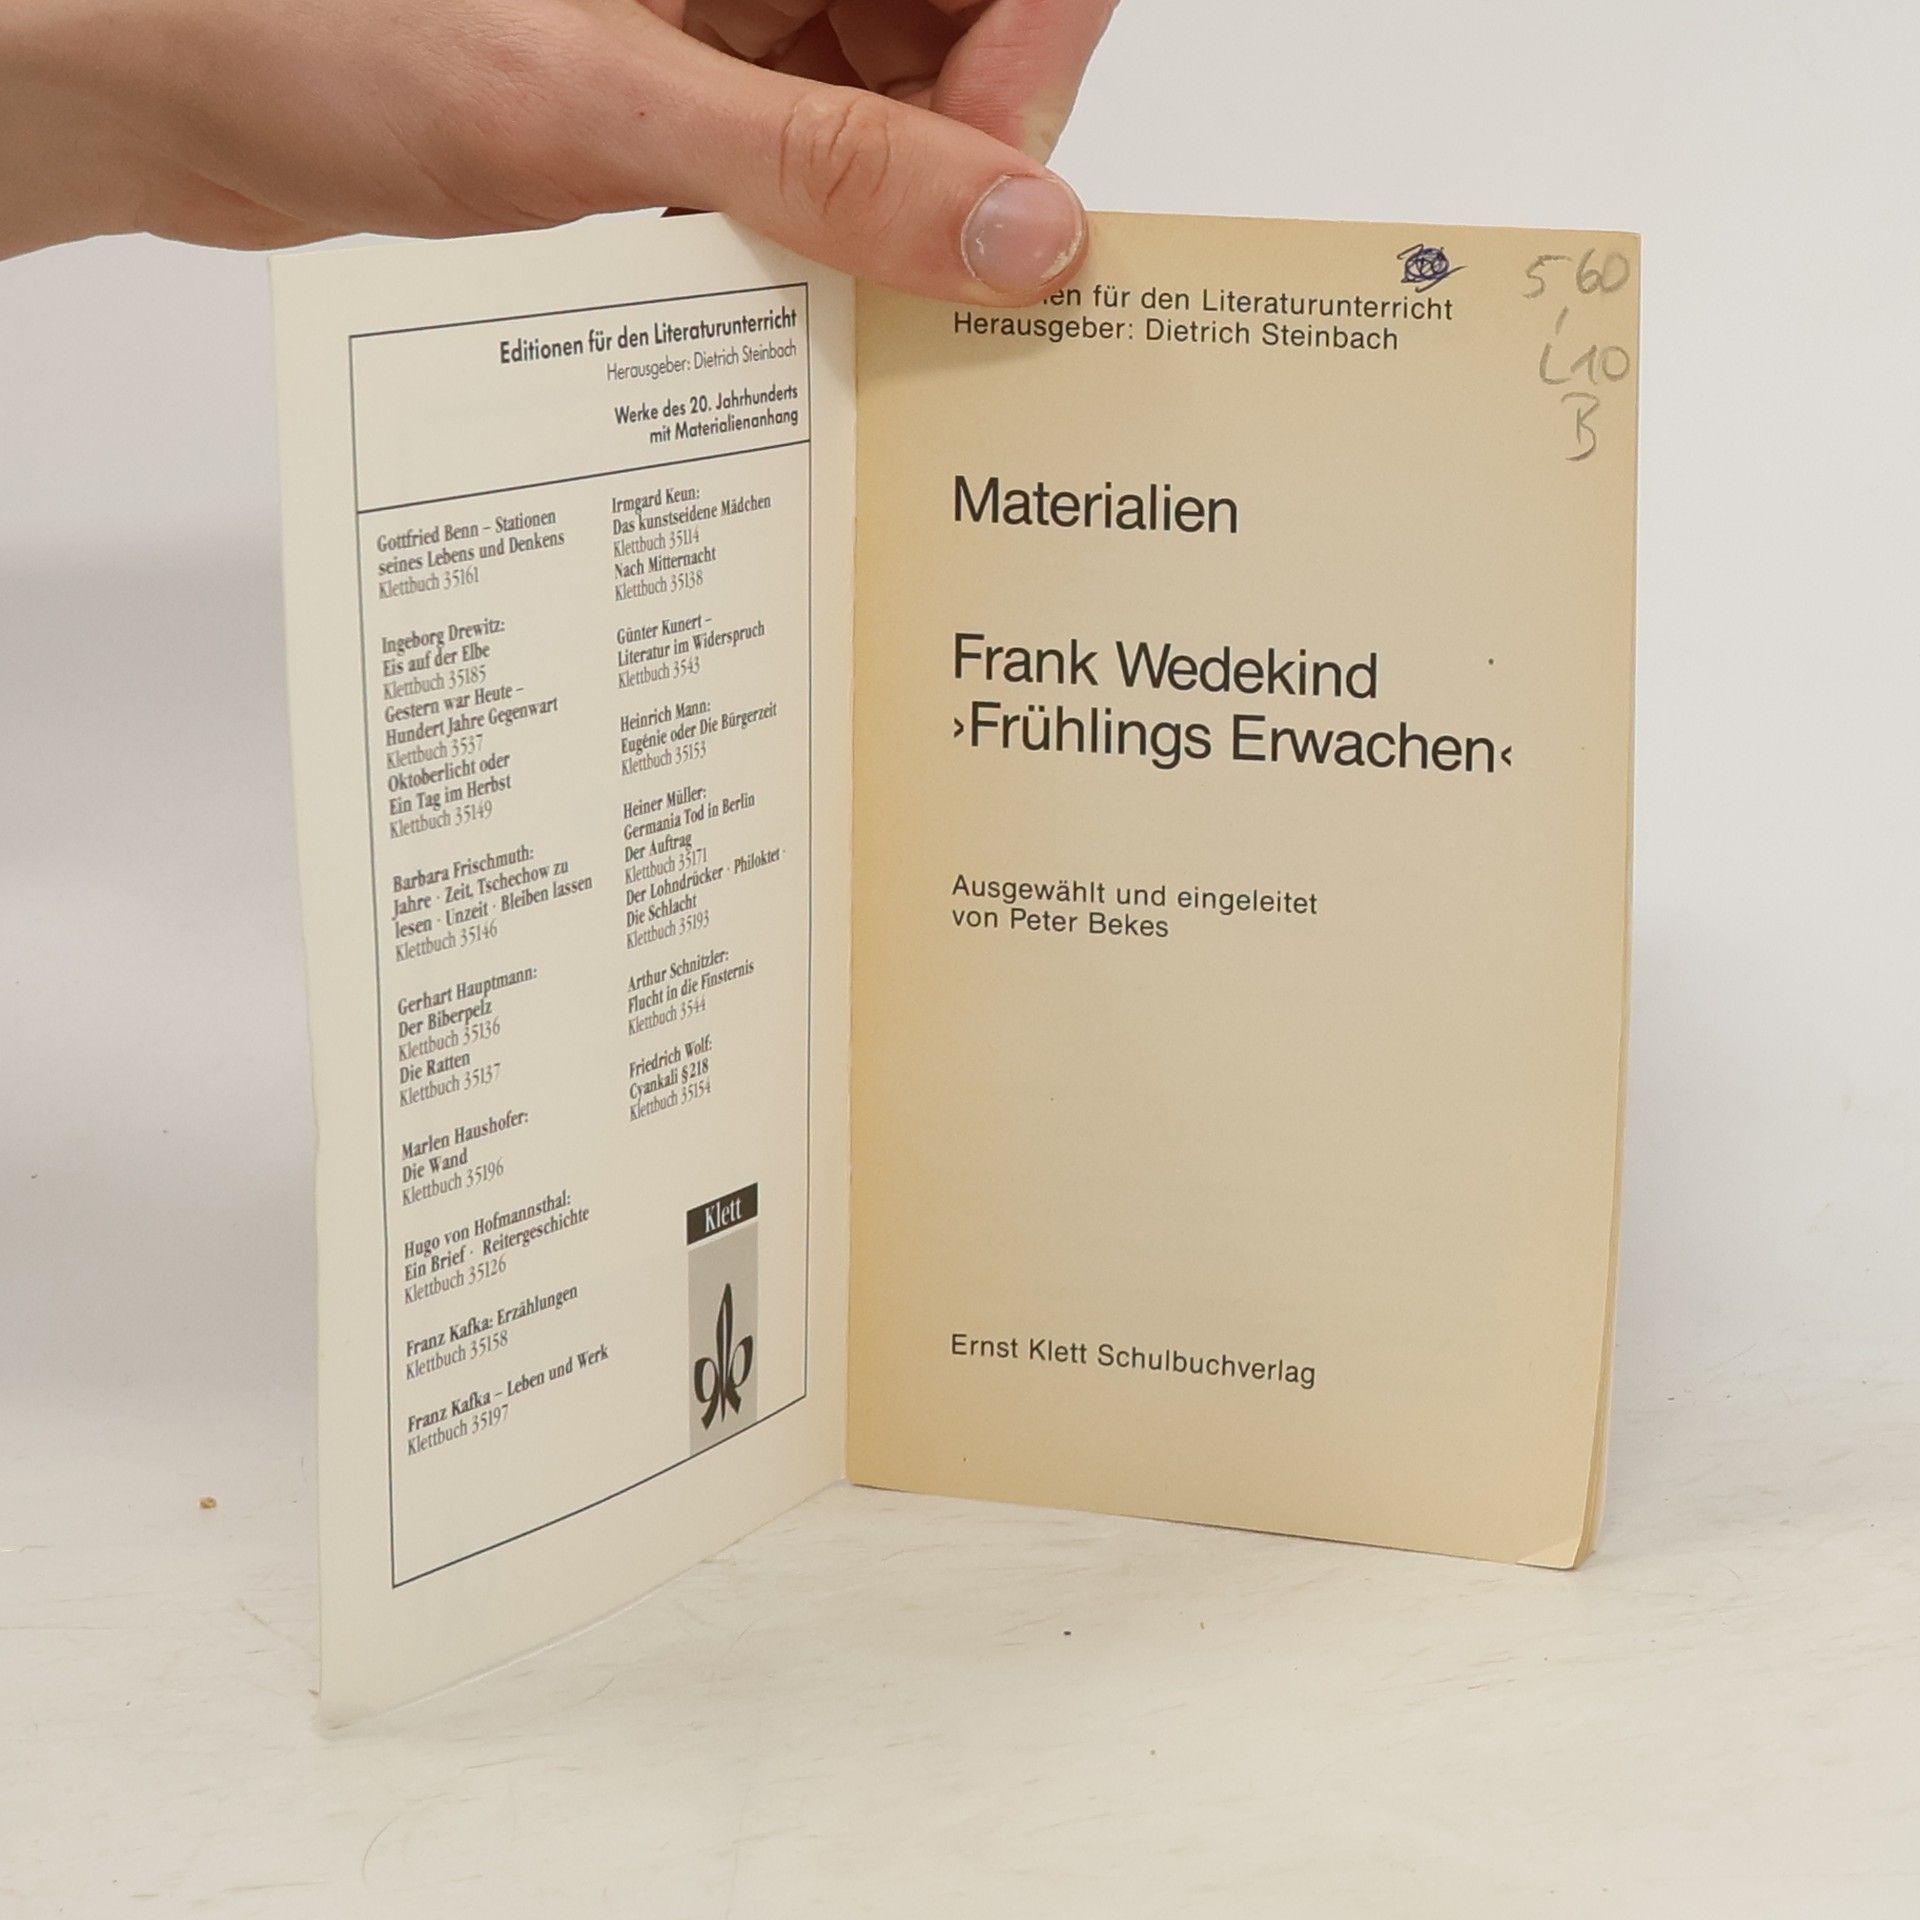 Editionen für den Literaturunterricht
Herausgeber: Dietrich Steinbach
Werke des 20. Jahrhunderts
mit Materialienanhang
Gottfried Benn – Stationen
seines Lebens und Denkens
Klettbuch 35161
Ingeborg Drewitz:
Eis auf der Elbe
Klettbuch 35185
Gestern war Heute –
Hundert Jahre Gegenwart
Klettbuch 3537
Oktoberlicht oder
Ein Tag im Herbst
Klettbuch 35149
Barbara Frischmuth:
Jahre · Zeit, Tschechow zu
lesen · Unzeit · Bleiben lassen
Klettbuch 35146
Gerhart Hauptmann:
Der Biberpelz
Klettbuch 35136
Die Ratten
Klettbuch 35137
Marlen Haushofer:
Die Wand
Klettbuch 35196
Hugo von Hofmannsthal:
Ein Brief · Reitergeschichte
Klettbuch 35126
Franz Kafka: Erzählungen
Klettbuch 35158
Franz Kafka – Leben und Werk
Klettbuch 35197
Irmgard Keun:
Das kunstseidene Mädchen
Klettbuch 35114
Nach Mitternacht
Klettbuch 35138
Günter Kunert –
Literatur im Widerspruch
Klettbuch 3543
Heinrich Mann:
Eugénie oder Die Bürgerzeit
Klettbuch 35153
Heiner Müller:
Germania Tod in Berlin
Der Auftrag
Klettbuch 35171
Der Lohndrücker · Philoktet ·
Die Schlacht
Klettbuch 35193
Arthur Schnitzler:
Flucht in die Finsternis
Klettbuch 3544
Friedrich Wolf:
Cyankali §218
Klettbuch 35154
Klett
5,60
L10
B
en für den Literaturunterricht
Herausgeber: Dietrich Steinbach
Materialien
Frank Wedekind
›Frühlings Erwachen‹
Ausgewählt und eingeleitet
von Peter Bekes
Ernst Klett Schulbuchverlag